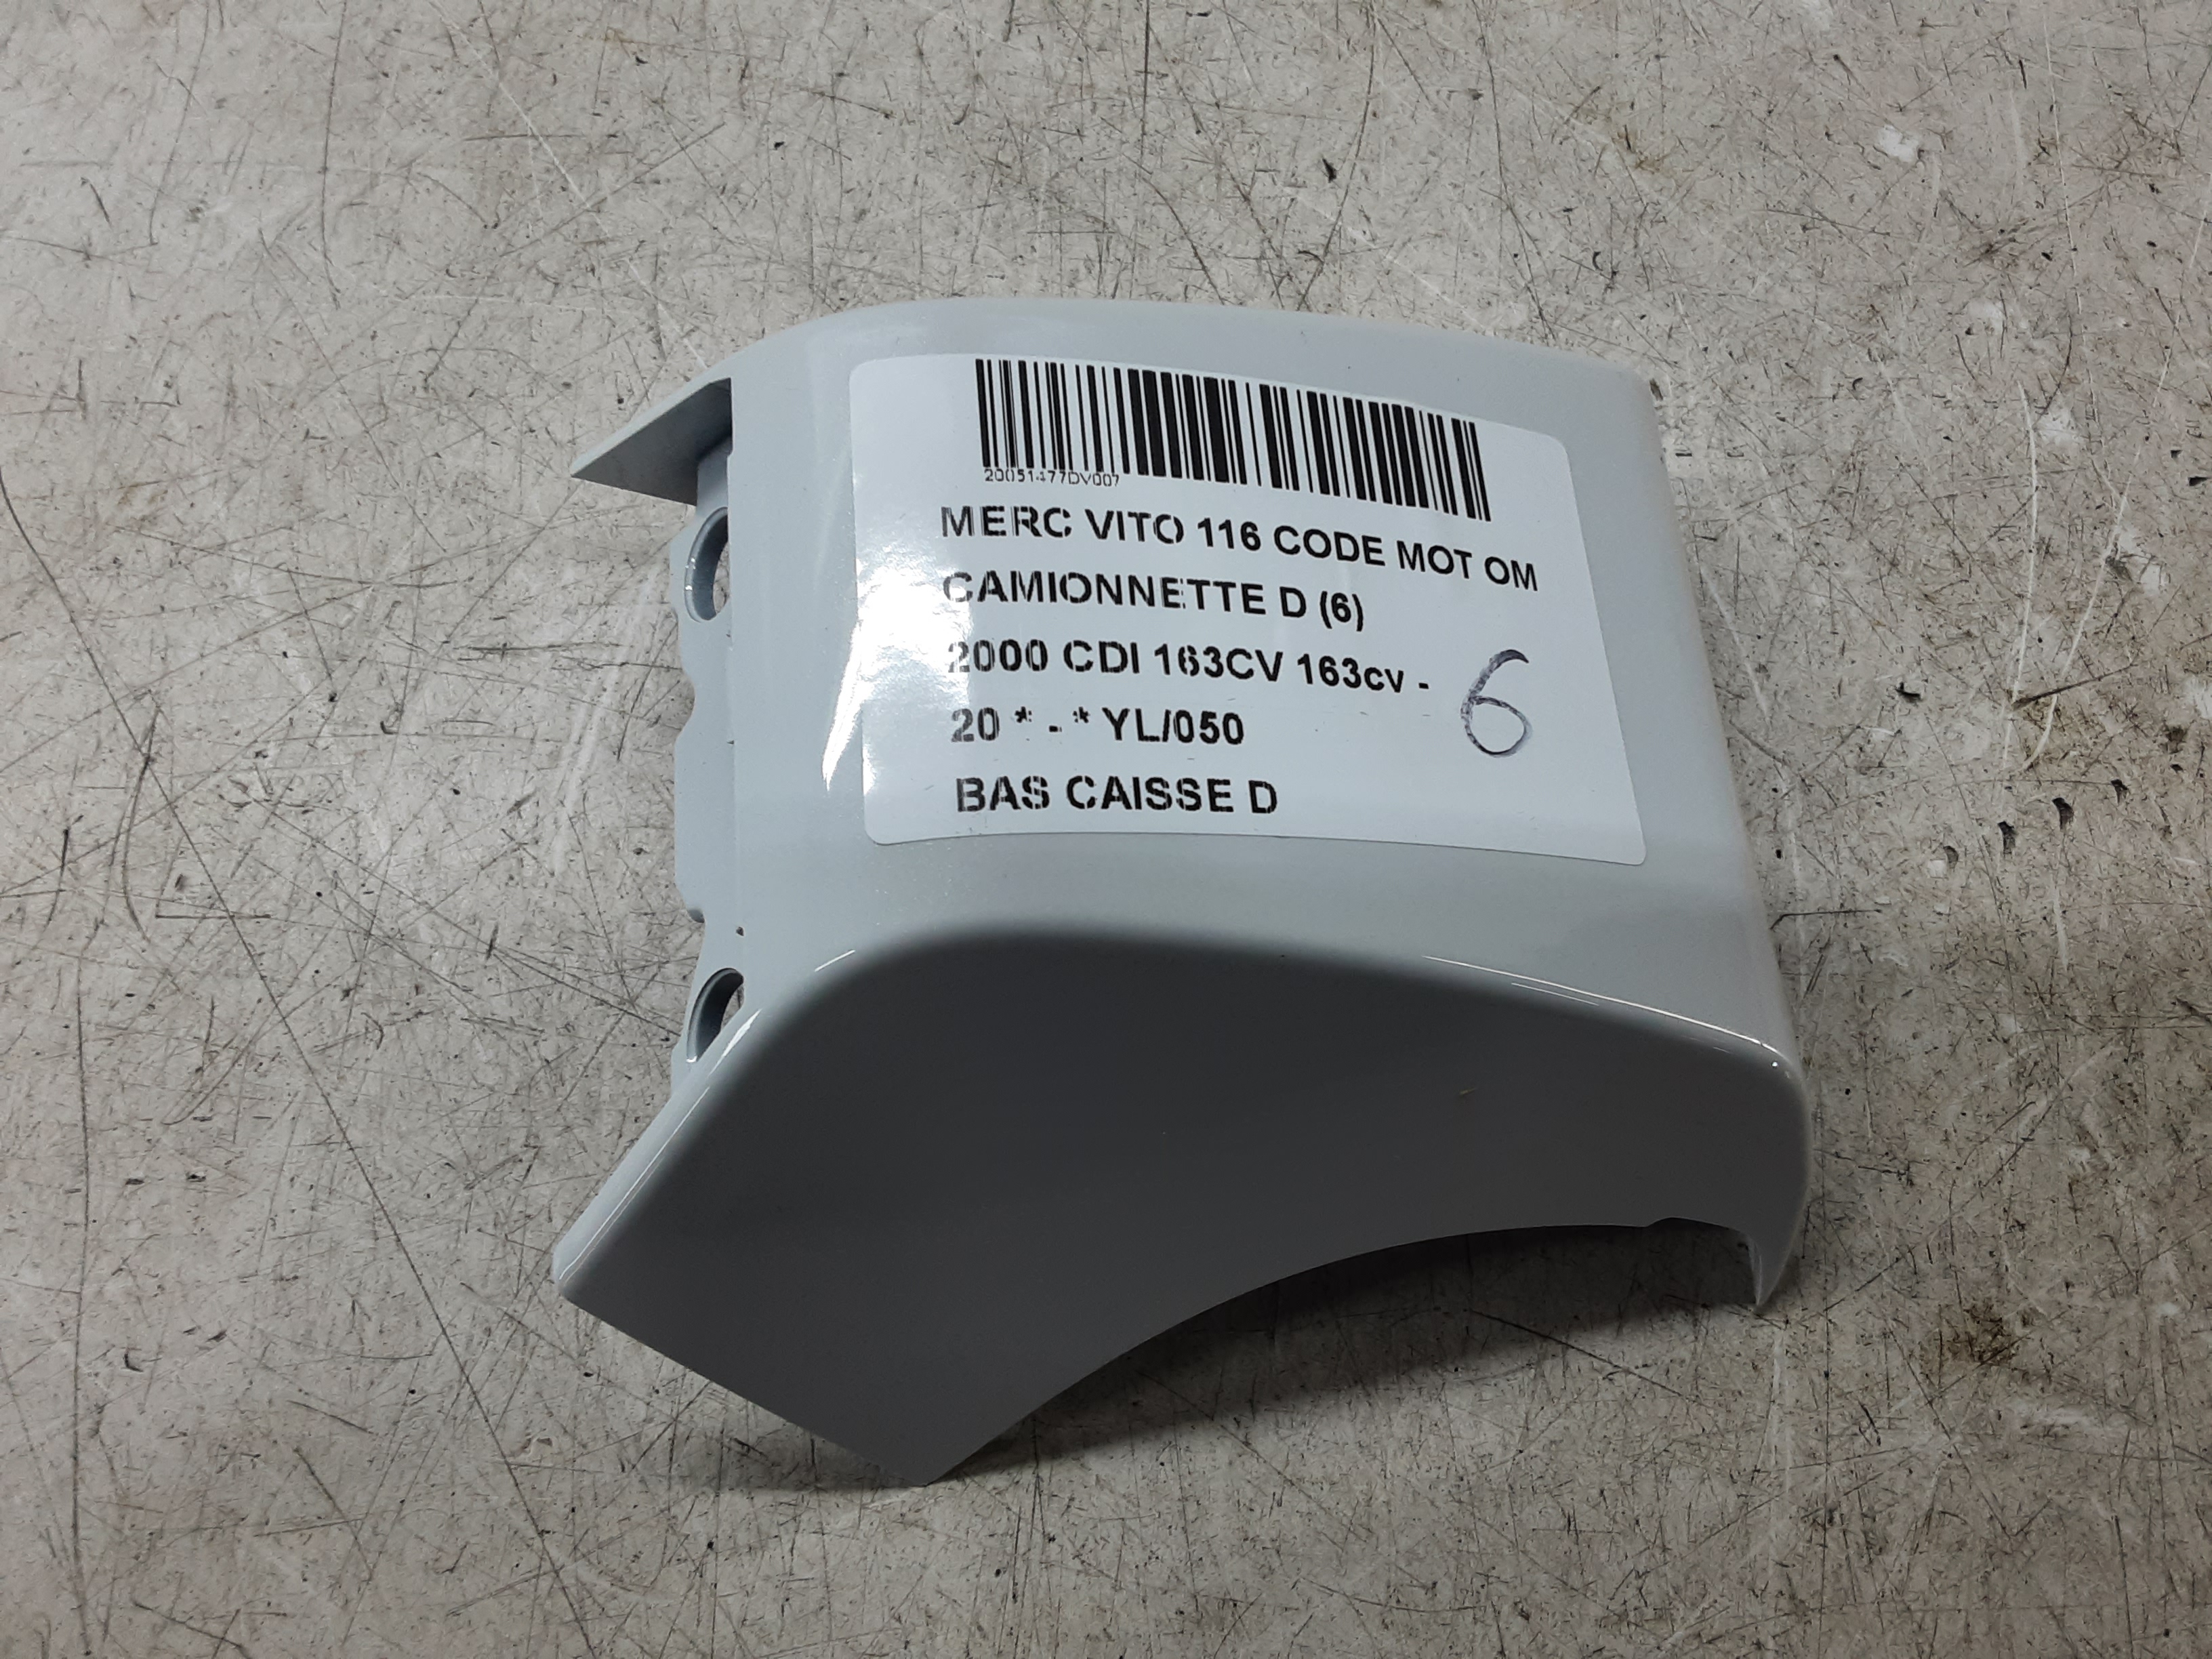 20051477DV007
MERC VITO 116 CODE MOT OM
CAMIONNETTE D (6)
2000 CDI 163CV 163cv -
20 * - * YL/050
BAS CAISSE D
6